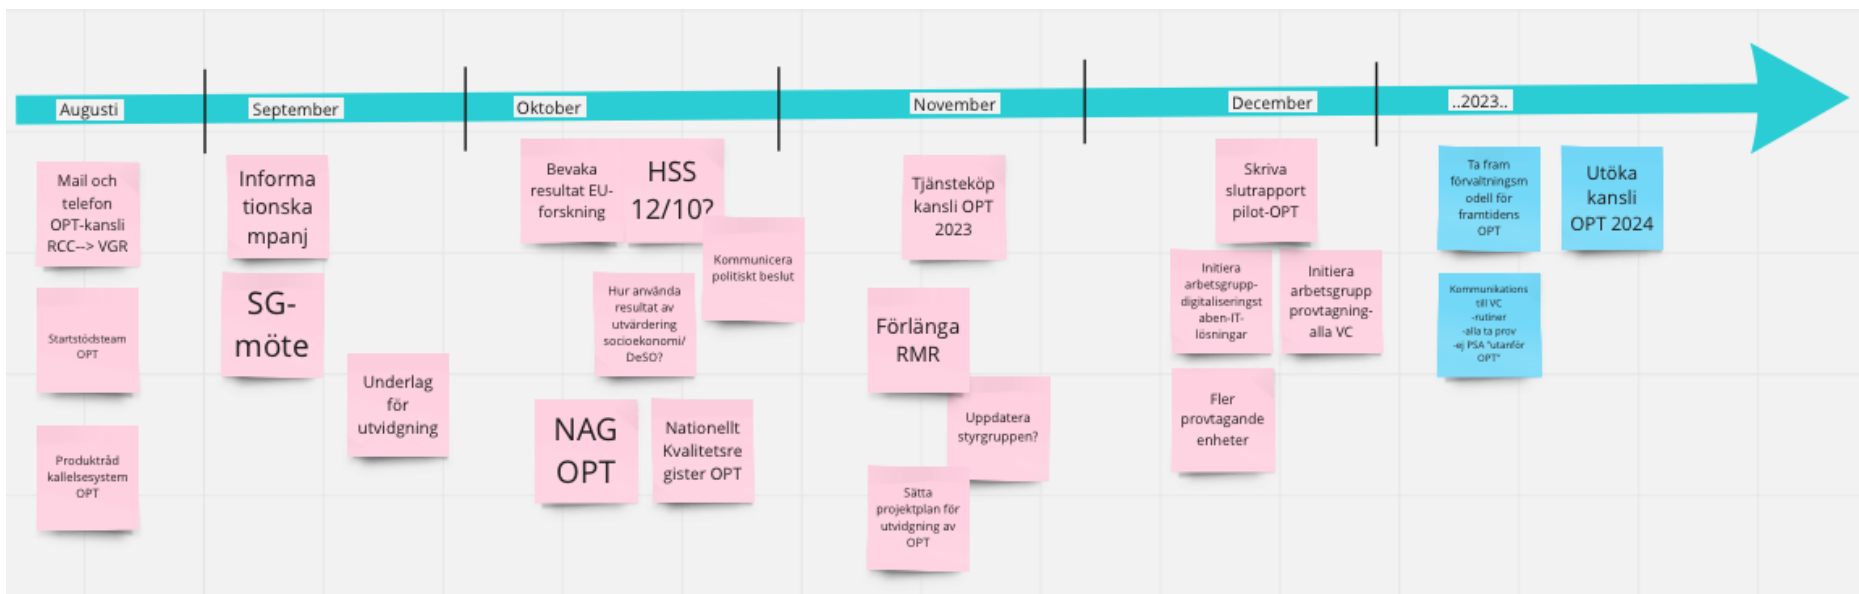 Augusti
September
Oktober
November
December
..2023..
Mail och
telefon
OPT-kansli
RCC--> VGR
Startstödsteam
OPT
Produktråd
kallelsesystem
OPT
Informa
tionska
mpanj
SG-
möte
Underlag
för
utvidgning
Bevaka
resultat EU-
forskning
HSS
12/10?
Kommunicera
politiskt beslut
Hur använda
resultat av
utvärdering
socioekonomi/
DeSO?
NAG
OPT
Nationellt
Kvalitetsre
gister OPT
Tjänsteköp
kansli OPT
2023
Förlänga
RMR
Uppdatera
styrgruppen?
Sätta
projektplan för
utvidgning av
OPT
Skriva
slutrapport
pilot-OPT
Initiera
arbetsgrupp-
digitaliseringst
aben-IT-
lösningar
Initiera
arbetsgrupp
provtagning-
alla VC
Fler
provtagande
enheter
Ta fram
förvaltningsm
odell för
framtidens
OPT
Utöka
kansli
OPT 2024
Kommunikations
till VC
-rutiner
-alla ta prov
-ej PSA "utanför
OPT"